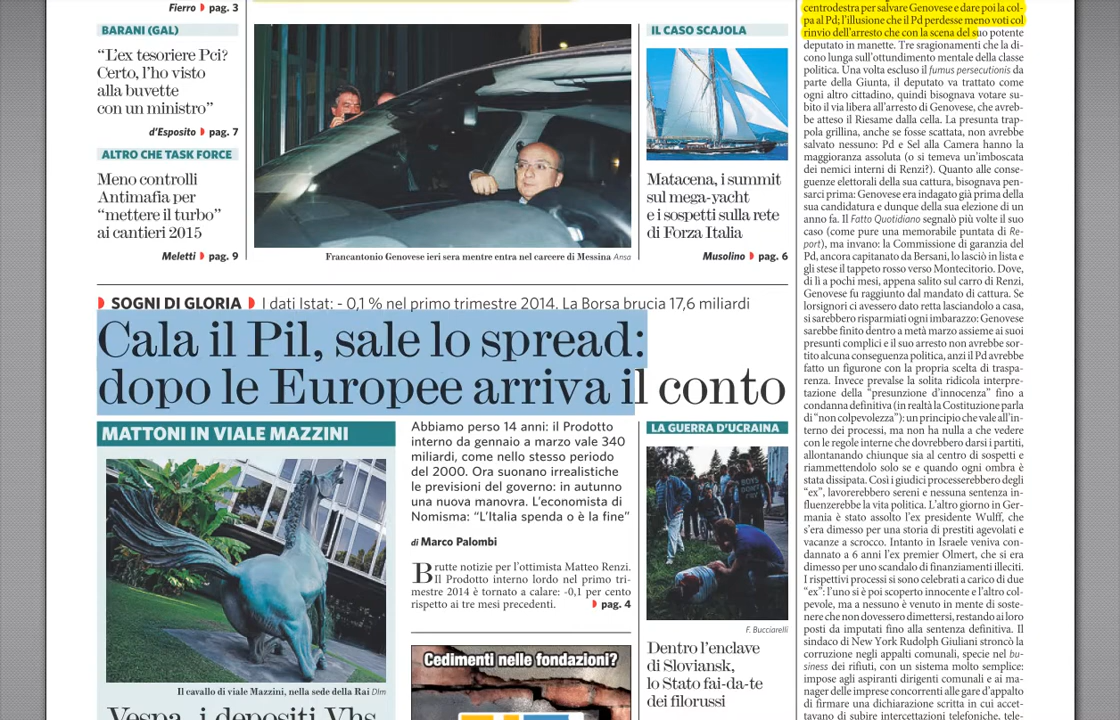 Fierro pag. 3
BARANI (GAL)
“L’ex tesoriere Pci?
Certo, l’ho visto
alla buvette
con un ministro”
d’Esposito pag. 7
ALTRO CHE TASK FORCE
Meno controlli
Antimafia per
“mettere il turbo”
ai cantieri 2015
Meletti pag. 9
Francantonio Genovese ieri sera mentre entra nel carcere di Messina Ansa
IL CASO SCAJOLA
Matacena, i summit
sul mega-yacht
e i sospetti sulla rete
di Forza Italia
Musolino pag. 6
SOGNI DI GLORIA I dati Istat: - 0,1 % nel primo trimestre 2014. La Borsa brucia 17,6 miliardi
Cala il Pil, sale lo spread:
dopo le Europee arriva il conto
MATTONI IN VIALE MAZZINI
Il cavallo di viale Mazzini, nella sede della Rai Dlm
Vespa, i depositi Vhs
Abbiamo perso 14 anni: il Prodotto
interno da gennaio a marzo vale 340
miliardi, come nello stesso periodo
del 2000. Ora suonano irrealistiche
le previsioni del governo: in autunno
una nuova manovra. L’economista di
Nomisma: “L’Italia spenda o è la fine”
di Marco Palombi
Brutte notizie per l’ottimista Matteo Renzi.
Il Prodotto interno lordo nel primo tri-
mestre 2014 è tornato a calare: -0,1 per cento
rispetto ai tre mesi precedenti. pag. 4
Cedimenti nelle fondazioni?
LA GUERRA D’UCRAINA
BOYS
DON'T
CRY
F. Bucciarelli
Dentro l’enclave
di Sloviansk,
lo Stato fai-da-te
dei filorussi
centrodestra per salvare Genovese e dare poi la col-
pa al Pd; l’illusione che il Pd perdesse meno voti col
rinvio dell’arresto che con la scena del suo potente
deputato in manette. Tre sragionamenti che la di-
cono lunga sull’ottundimento mentale della classe
politica. Una volta escluso il fumus persecutionis da
parte della Giunta, il deputato va trattato come
ogni altro cittadino, quindi bisognava votare su-
bito il via libera all’arresto di Genovese, che avreb-
be atteso il Riesame dalla cella. La presunta trap-
pola grillina, anche se fosse scattata, non avrebbe
salvato nessuno: Pd e Sel alla Camera hanno la
maggioranza assoluta (o si temeva un’imboscata
dei nemici interni di Renzi?). Quanto alle conse-
guenze elettorali della sua cattura, bisognava pen-
sarci prima: Genovese era indagato già prima della
sua candidatura e dunque della sua elezione di un
anno fa. Il Fatto Quotidiano segnalò più volte il suo
caso (come pure una memorabile puntata di Re-
port), ma invano: la Commissione di garanzia del
Pd, ancora capitanato da Bersani, lo lasciò in lista e
gli stese il tappeto rosso verso Montecitorio. Dove,
di lì a pochi mesi, appena salito sul carro di Renzi,
Genovese fu raggiunto dal mandato di cattura. Se
lorsignori ci avessero dato retta lasciandolo a casa,
si sarebbero risparmiati ogni imbarazzo: Genovese
sarebbe finito dentro a metà marzo assieme ai suoi
presunti complici e il suo arresto non avrebbe sor-
tito alcuna conseguenza politica, anzi il Pd avrebbe
fatto un figurone con la propria scelta di traspa-
renza. Invece prevalse la solita ridicola interpre-
tazione della “presunzione d’innocenza” fino a
condanna definitiva (in realtà la Costituzione parla
di “non colpevolezza”): un principio che vale all’in-
terno dei processi, ma non ha nulla a che vedere
con le regole interne che dovrebbero darsi i partiti,
allontanando chiunque sia al centro di sospetti e
riammettendolo solo se e quando ogni ombra è
stata dissipata. Così i giudici processerebbero degli
“ex”, lavorerebbero sereni e nessuna sentenza in-
fluenzerebbe la vita politica. L’altro giorno in Ger-
mania è stato assolto l’ex presidente Wulff, che
s’era dimesso per una storia di prestiti agevolati e
vacanze a scrocco. Intanto in Israele veniva con-
dannato a 6 anni l’ex premier Olmert, che si era
dimesso per uno scandalo di finanziamenti illeciti.
I rispettivi processi si sono celebrati a carico di due
“ex”: l’uno si è poi scoperto innocente e l’altro col-
pevole, ma a nessuno è venuto in mente di soste-
nere che non dovessero dimettersi, restando ai loro
posti da imputati fino alla sentenza definitiva. Il
sindaco di New York Rudolph Giuliani stroncò la
corruzione negli appalti comunali, specie nel bu-
siness dei rifiuti, con un sistema molto semplice:
impose agli aspiranti dirigenti comunali e ai ma-
nager delle imprese concorrenti alle gare d’appalto
di firmare una dichiarazione scritta in cui accet-
tavano di subire intercettazioni telefoniche, tele-